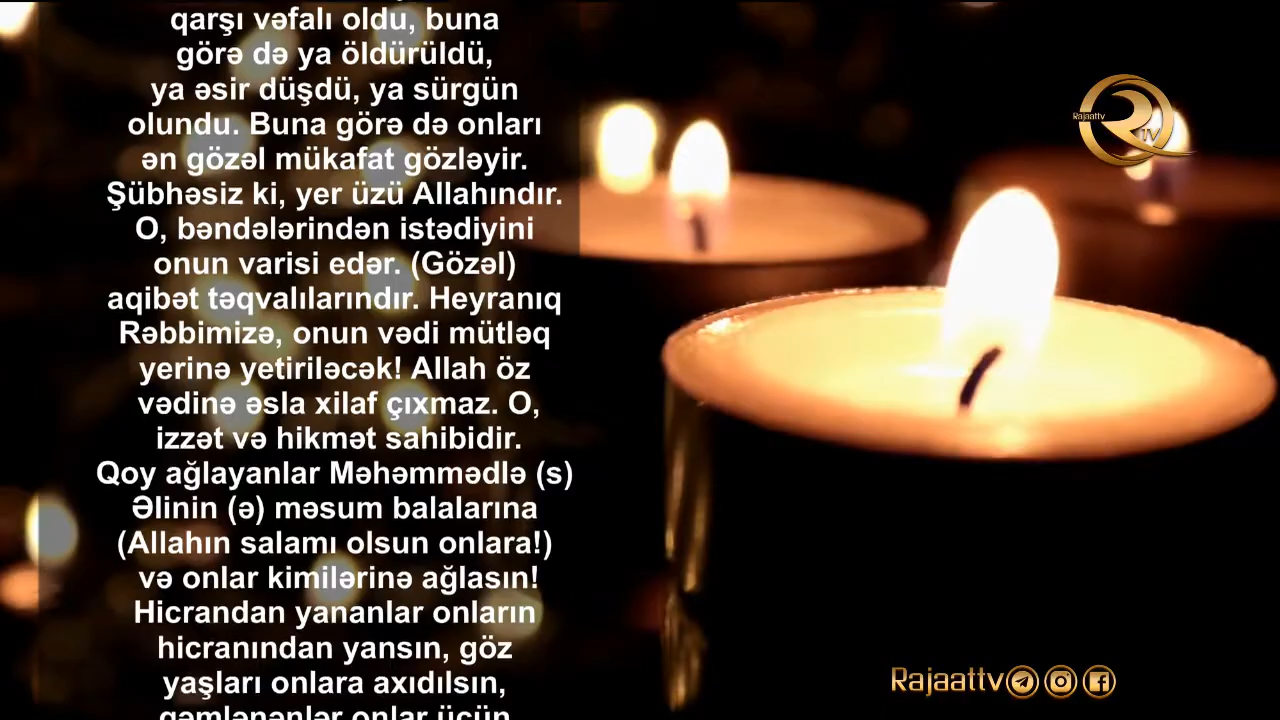 qarşı vəfalı oldu, buna
görə də ya öldürüldü,
ya əsir düşdü, ya sürgün
olundu. Buna görə də onları
ən gözəl mükafat gözləyir.
Şübhəsiz ki, yer üzü Allahındır.
O, bəndələrindən istədiyini
onun varisi edər. (Gözəl)
aqibət təqvalılarındır. Heyranıq
Rəbbimizə, onun vədi mütləq
yerinə yetiriləcək! Allah öz
vədinə əsla xilaf çıxmaz. O,
izzət və hikmət sahibidir.
Qoy ağlayanlar Məhəmmədlə (s)
Əlinin (ə) məsum balalarına
(Allahın salamı olsun onlara!)
və onlar kimilərinə ağlasın!
Hicrandan yananlar onların
hicranından yansın, göz
yaşları onlara axıdılsın,
qəmlənənlər onlar üçün
Rajaattv
R TV
Rajaattv